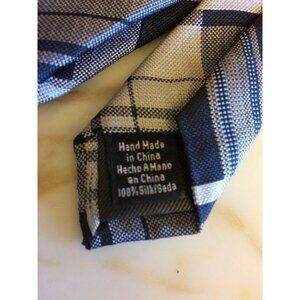 Hand Made
in China
Hecho A Mano
en China
100% Silk/Seda